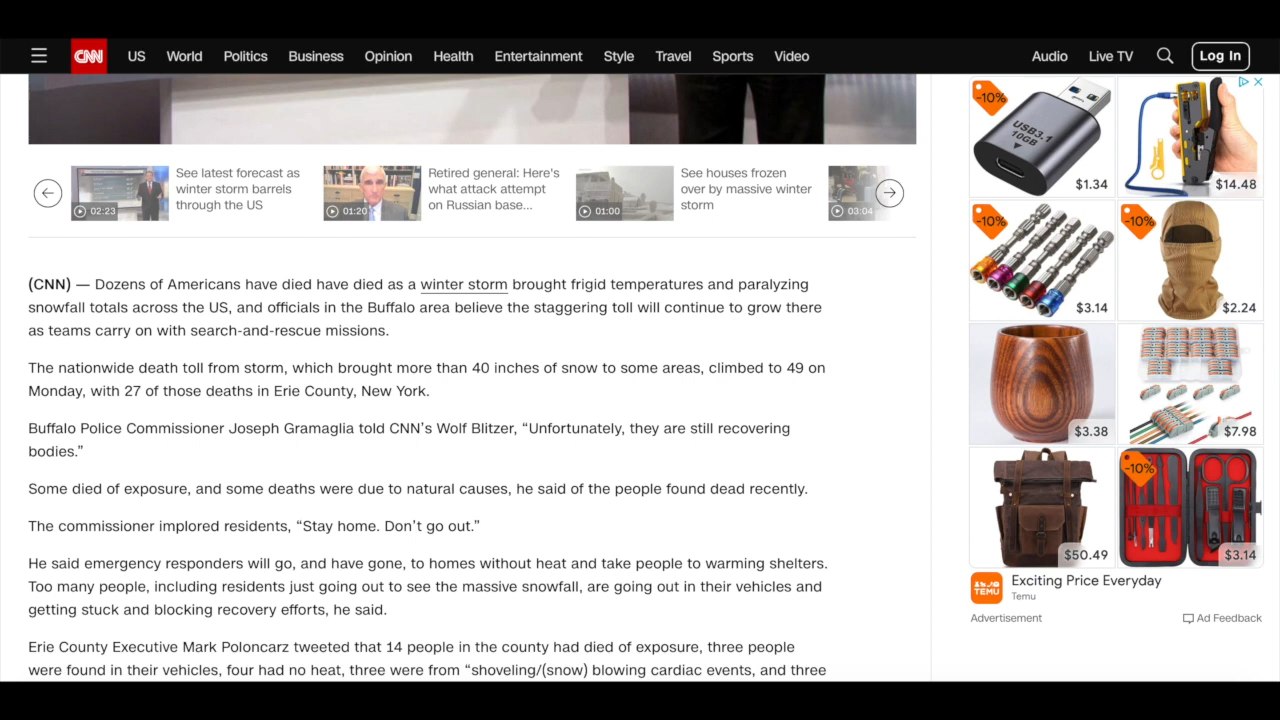 CNN US World Politics Business Opinion Health Entertainment Style Travel Sports Video Audio Live TV Log In
See latest forecast as
winter storm barrels
through the US
02:23
Retired general: Here's
what attack attempt
on Russian base...
01:20
See houses frozen
over by massive winter
storm
01:00
03:04
(CNN) — Dozens of Americans have died have died as a winter storm brought frigid temperatures and paralyzing
snowfall totals across the US, and officials in the Buffalo area believe the staggering toll will continue to grow there
as teams carry on with search-and-rescue missions.
The nationwide death toll from storm, which brought more than 40 inches of snow to some areas, climbed to 49 on
Monday, with 27 of those deaths in Erie County, New York.
Buffalo Police Commissioner Joseph Gramaglia told CNN’s Wolf Blitzer, “Unfortunately, they are still recovering
bodies.”
Some died of exposure, and some deaths were due to natural causes, he said of the people found dead recently.
The commissioner implored residents, “Stay home. Don’t go out.”
He said emergency responders will go, and have gone, to homes without heat and take people to warming shelters.
Too many people, including residents just going out to see the massive snowfall, are going out in their vehicles and
getting stuck and blocking recovery efforts, he said.
Erie County Executive Mark Poloncarz tweeted that 14 people in the county had died of exposure, three people
were found in their vehicles, four had no heat, three were from “shoveling/(snow) blowing cardiac events, and three
-10%
USB3.1
10GB
$1.34
$14.48
-10%
$3.14
-10%
$2.24
$3.38
$7.98
$50.49
-10%
$3.14
TEMU
Exciting Price Everyday
Temu
Advertisement
Ad Feedback